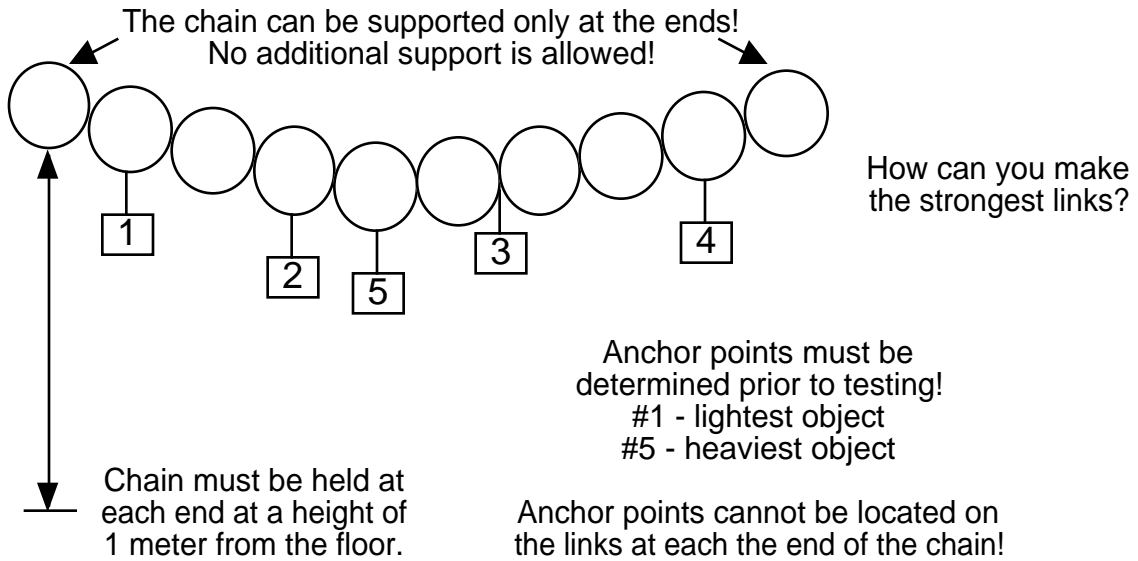 The chain can be supported only at the ends!
No additional support is allowed!
How can you make
the strongest links?
1
2
5
3
4
Anchor points must be
determined prior to testing!
#1 - lightest object
#5 - heaviest object
Chain must be held at
each end at a height of
1 meter from the floor.
Anchor points cannot be located on
the links at each the end of the chain!